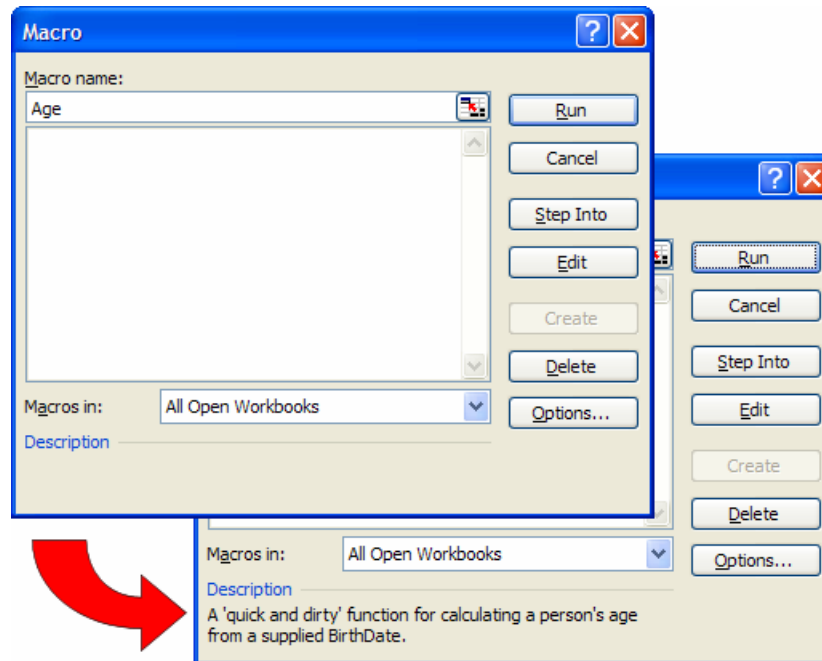 Macro
Macro name:
Age
Run
Cancel
Step Into
Edit
Create
Delete
Macros in:
All Open Workbooks
Options...
Description
Run
Cancel
Step Into
Edit
Create
Delete
Macros in:
All Open Workbooks
Options...
Description
A 'quick and dirty' function for calculating a person's age
from a supplied BirthDate.